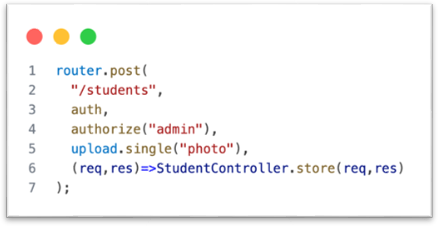 1 router.post(
2 "/students",
3 auth,
4 authorize("admin"),
5 upload.single("photo"),
6 (req,res)=>StudentController.store(req,res)
7 );